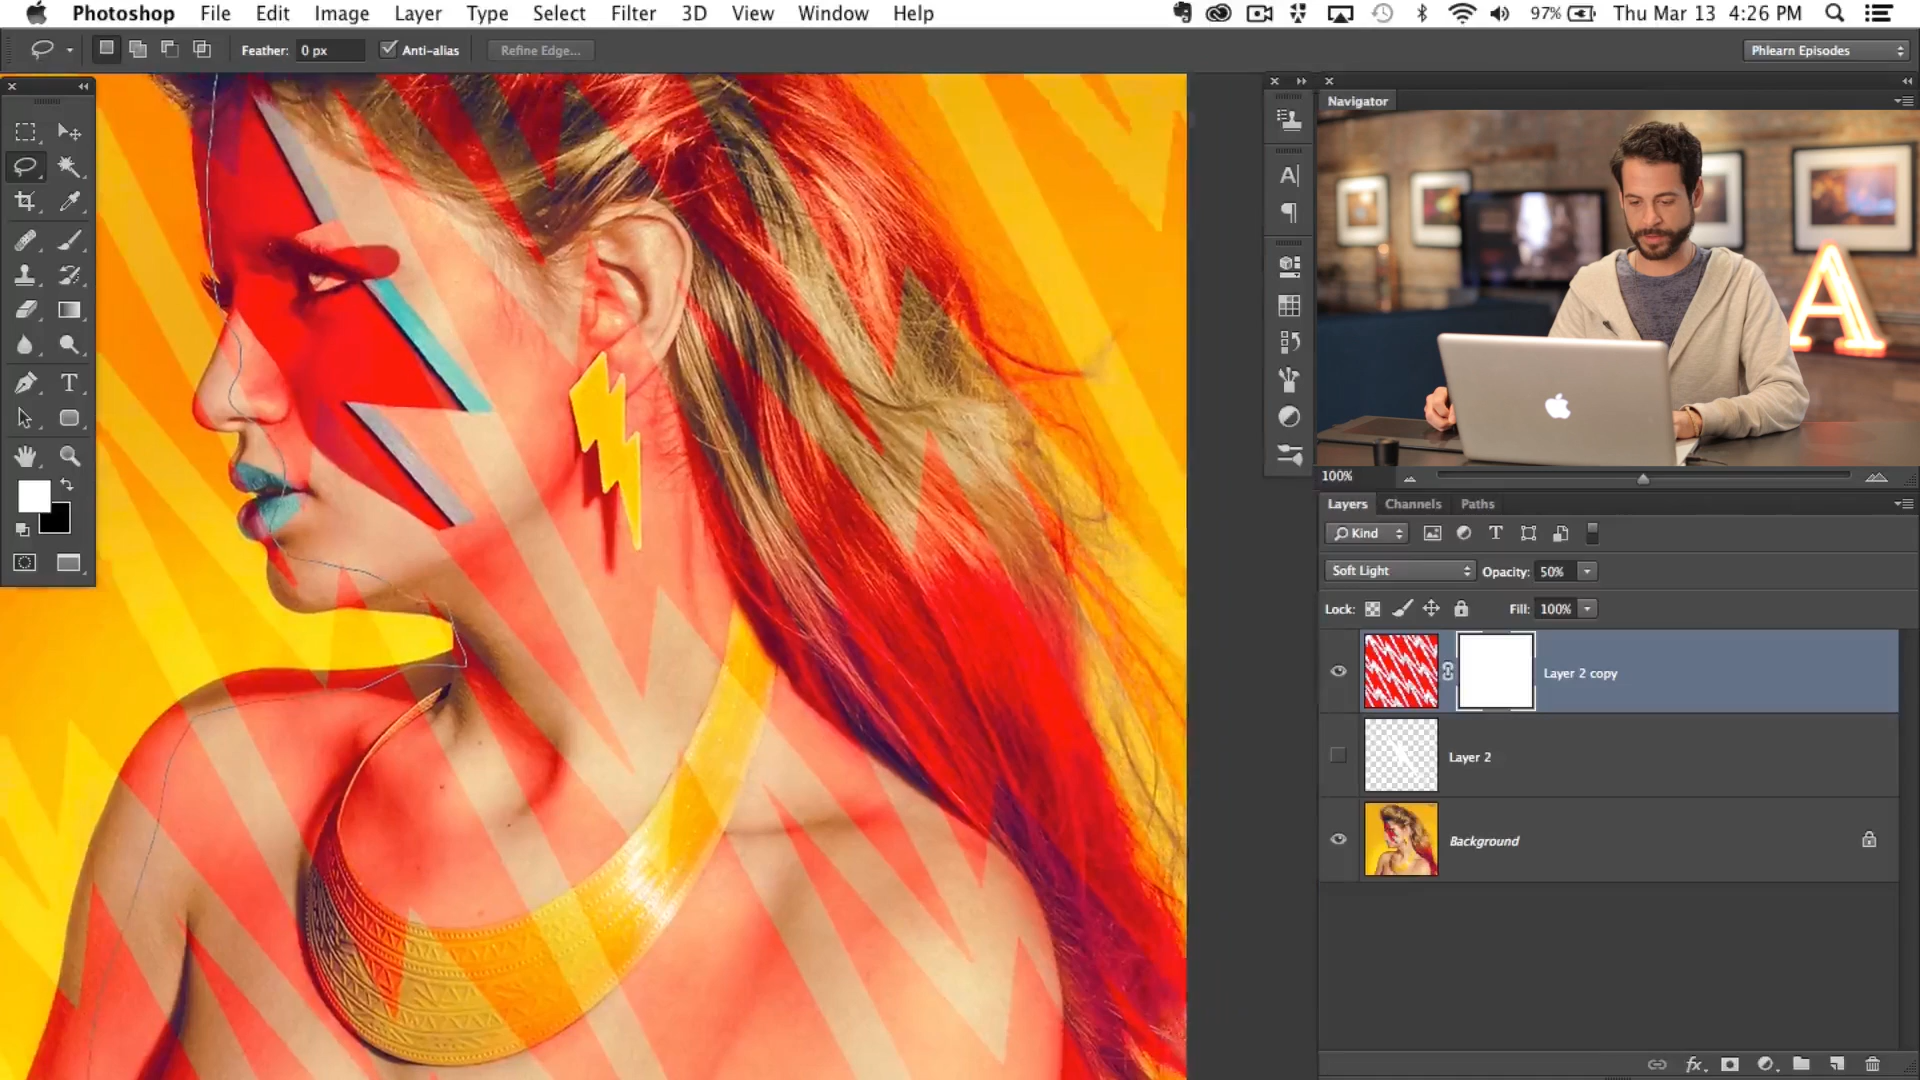 Photoshop File Edit Image Layer Type Select Filter 3D View Window Help 97% Thu Mar 13 4:26 PM
Feather: 0 px Anti-alias Refine Edge... Phlearn Episodes
Navigator
A
100%
Layers Channels Paths
Kind
Soft Light Opacity: 50%
Lock: Fill: 100%
Layer 2 copy
Layer 2
Background